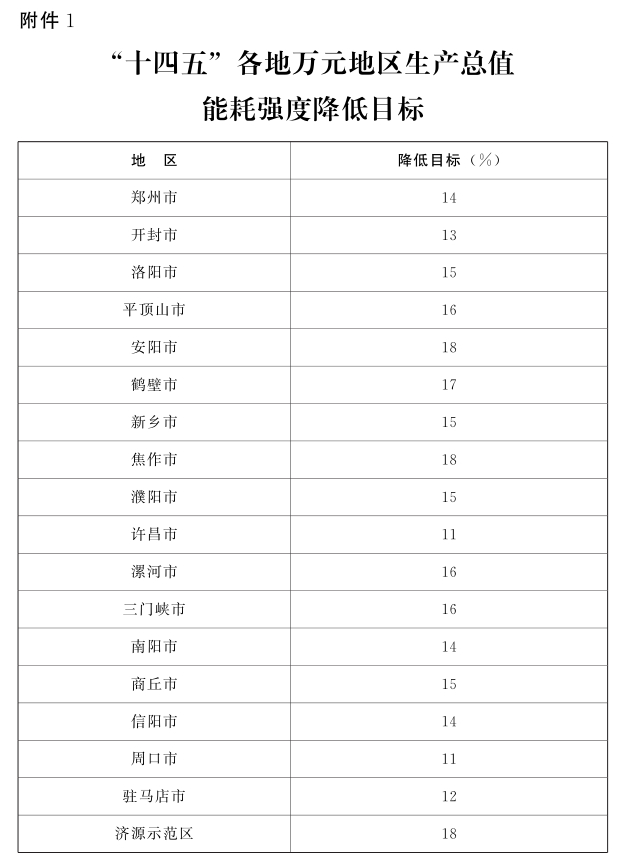 附件 1
“十四五”各地万元地区生产总值
能耗强度降低目标
地 区 降低目标（%）
郑州市 14
开封市 13
洛阳市 15
平顶山市 16
安阳市 18
鹤壁市 17
新乡市 15
焦作市 18
濮阳市 15
许昌市 11
漯河市 16
三门峡市 16
南阳市 14
商丘市 15
信阳市 14
周口市 11
驻马店市 12
济源示范区 18